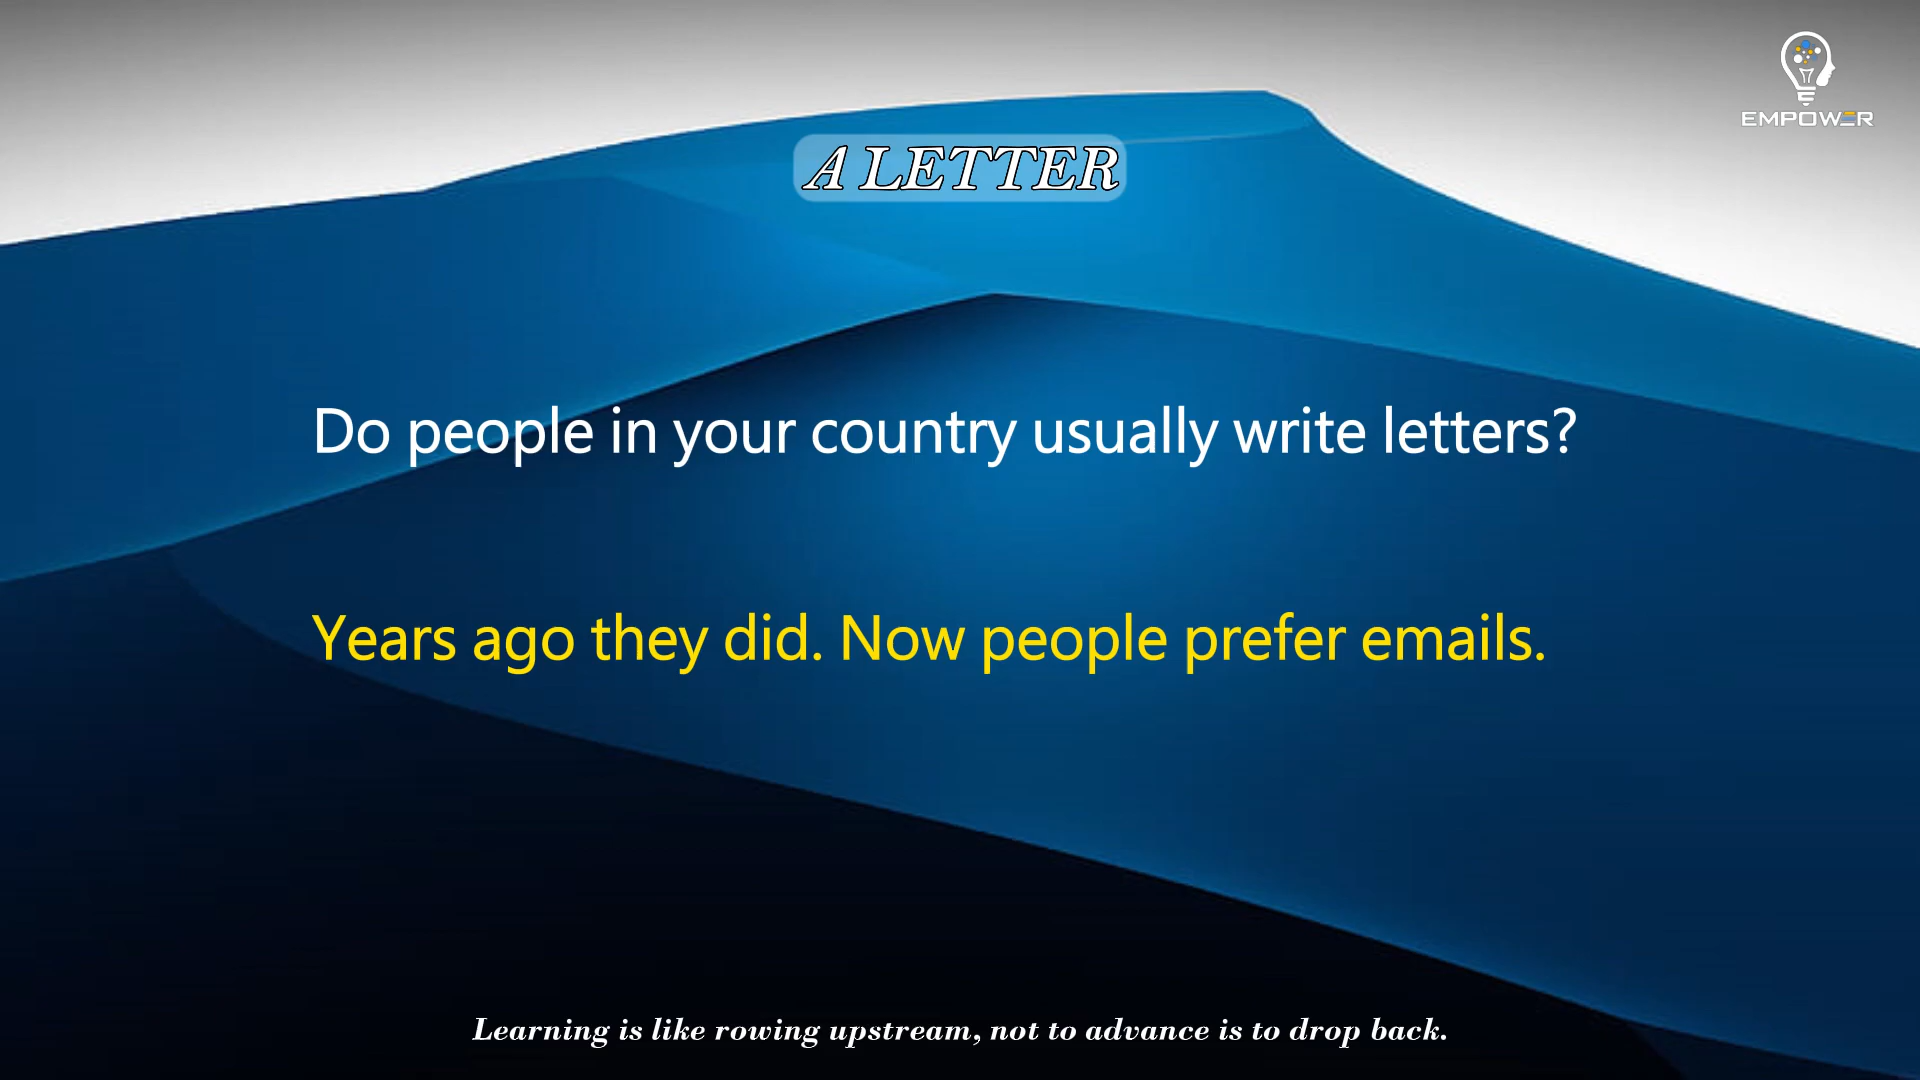 EMPOWER
A LETTER
Do people in your country usually write letters?
Years ago they did. Now people prefer emails.
Learning is like rowing upstream, not to advance is to drop back.